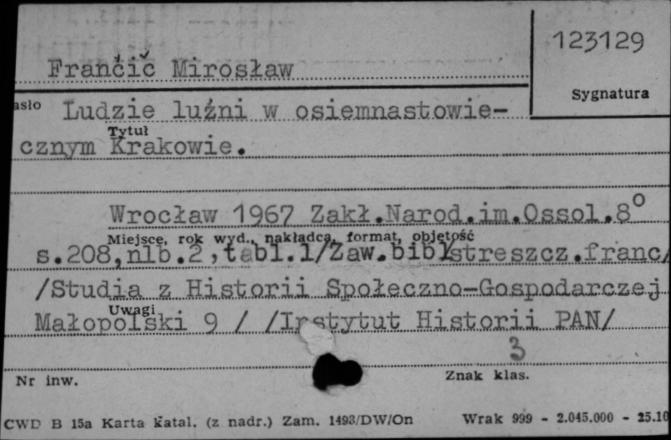 123129
Frančić Mirosław
Sygnatura
asło Ludzie luźni w osiemnastowie-
Tytuł
cznym Krakowie.
Wrocław 1967 Zakł.Narod.im.Ossol.8°
Miejsce, rok wyd., nakładca, format, objętość
s.208,nlb.2,tabl.1/Zaw.bibl/streszcz.franc/
/Studia z Historii Społeczno-Gospodarczej
Uwagi
Małopolski 9 / /Instytut Historii PAN/
3
Nr inw.
Znak klas.
CWD B 15a Karta katal. (z nadr.) Zam. 1493/DW/On
Wrak 999 - 2.045.000 - 25.10